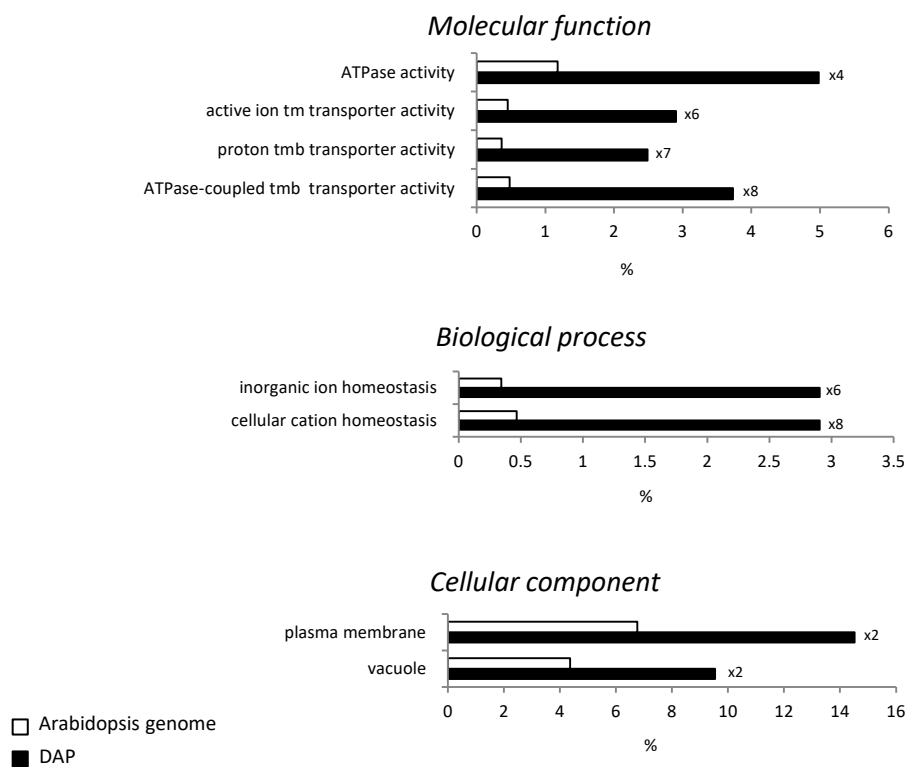 Molecular function
ATPase activity
x4
active ion tm transporter activity
x6
proton tmb transporter activity
x7
ATPase-coupled tmb  transporter activity
x8
0 1 2 3 4 5 6
%
Biological process
inorganic ion homeostasis
x6
cellular cation homeostasis
x8
0 0.5 1 1.5 2 2.5 3 3.5
%
Cellular component
plasma membrane
x2
vacuole
x2
0 2 4 6 8 10 12 14 16
%
Arabidopsis genome
DAP